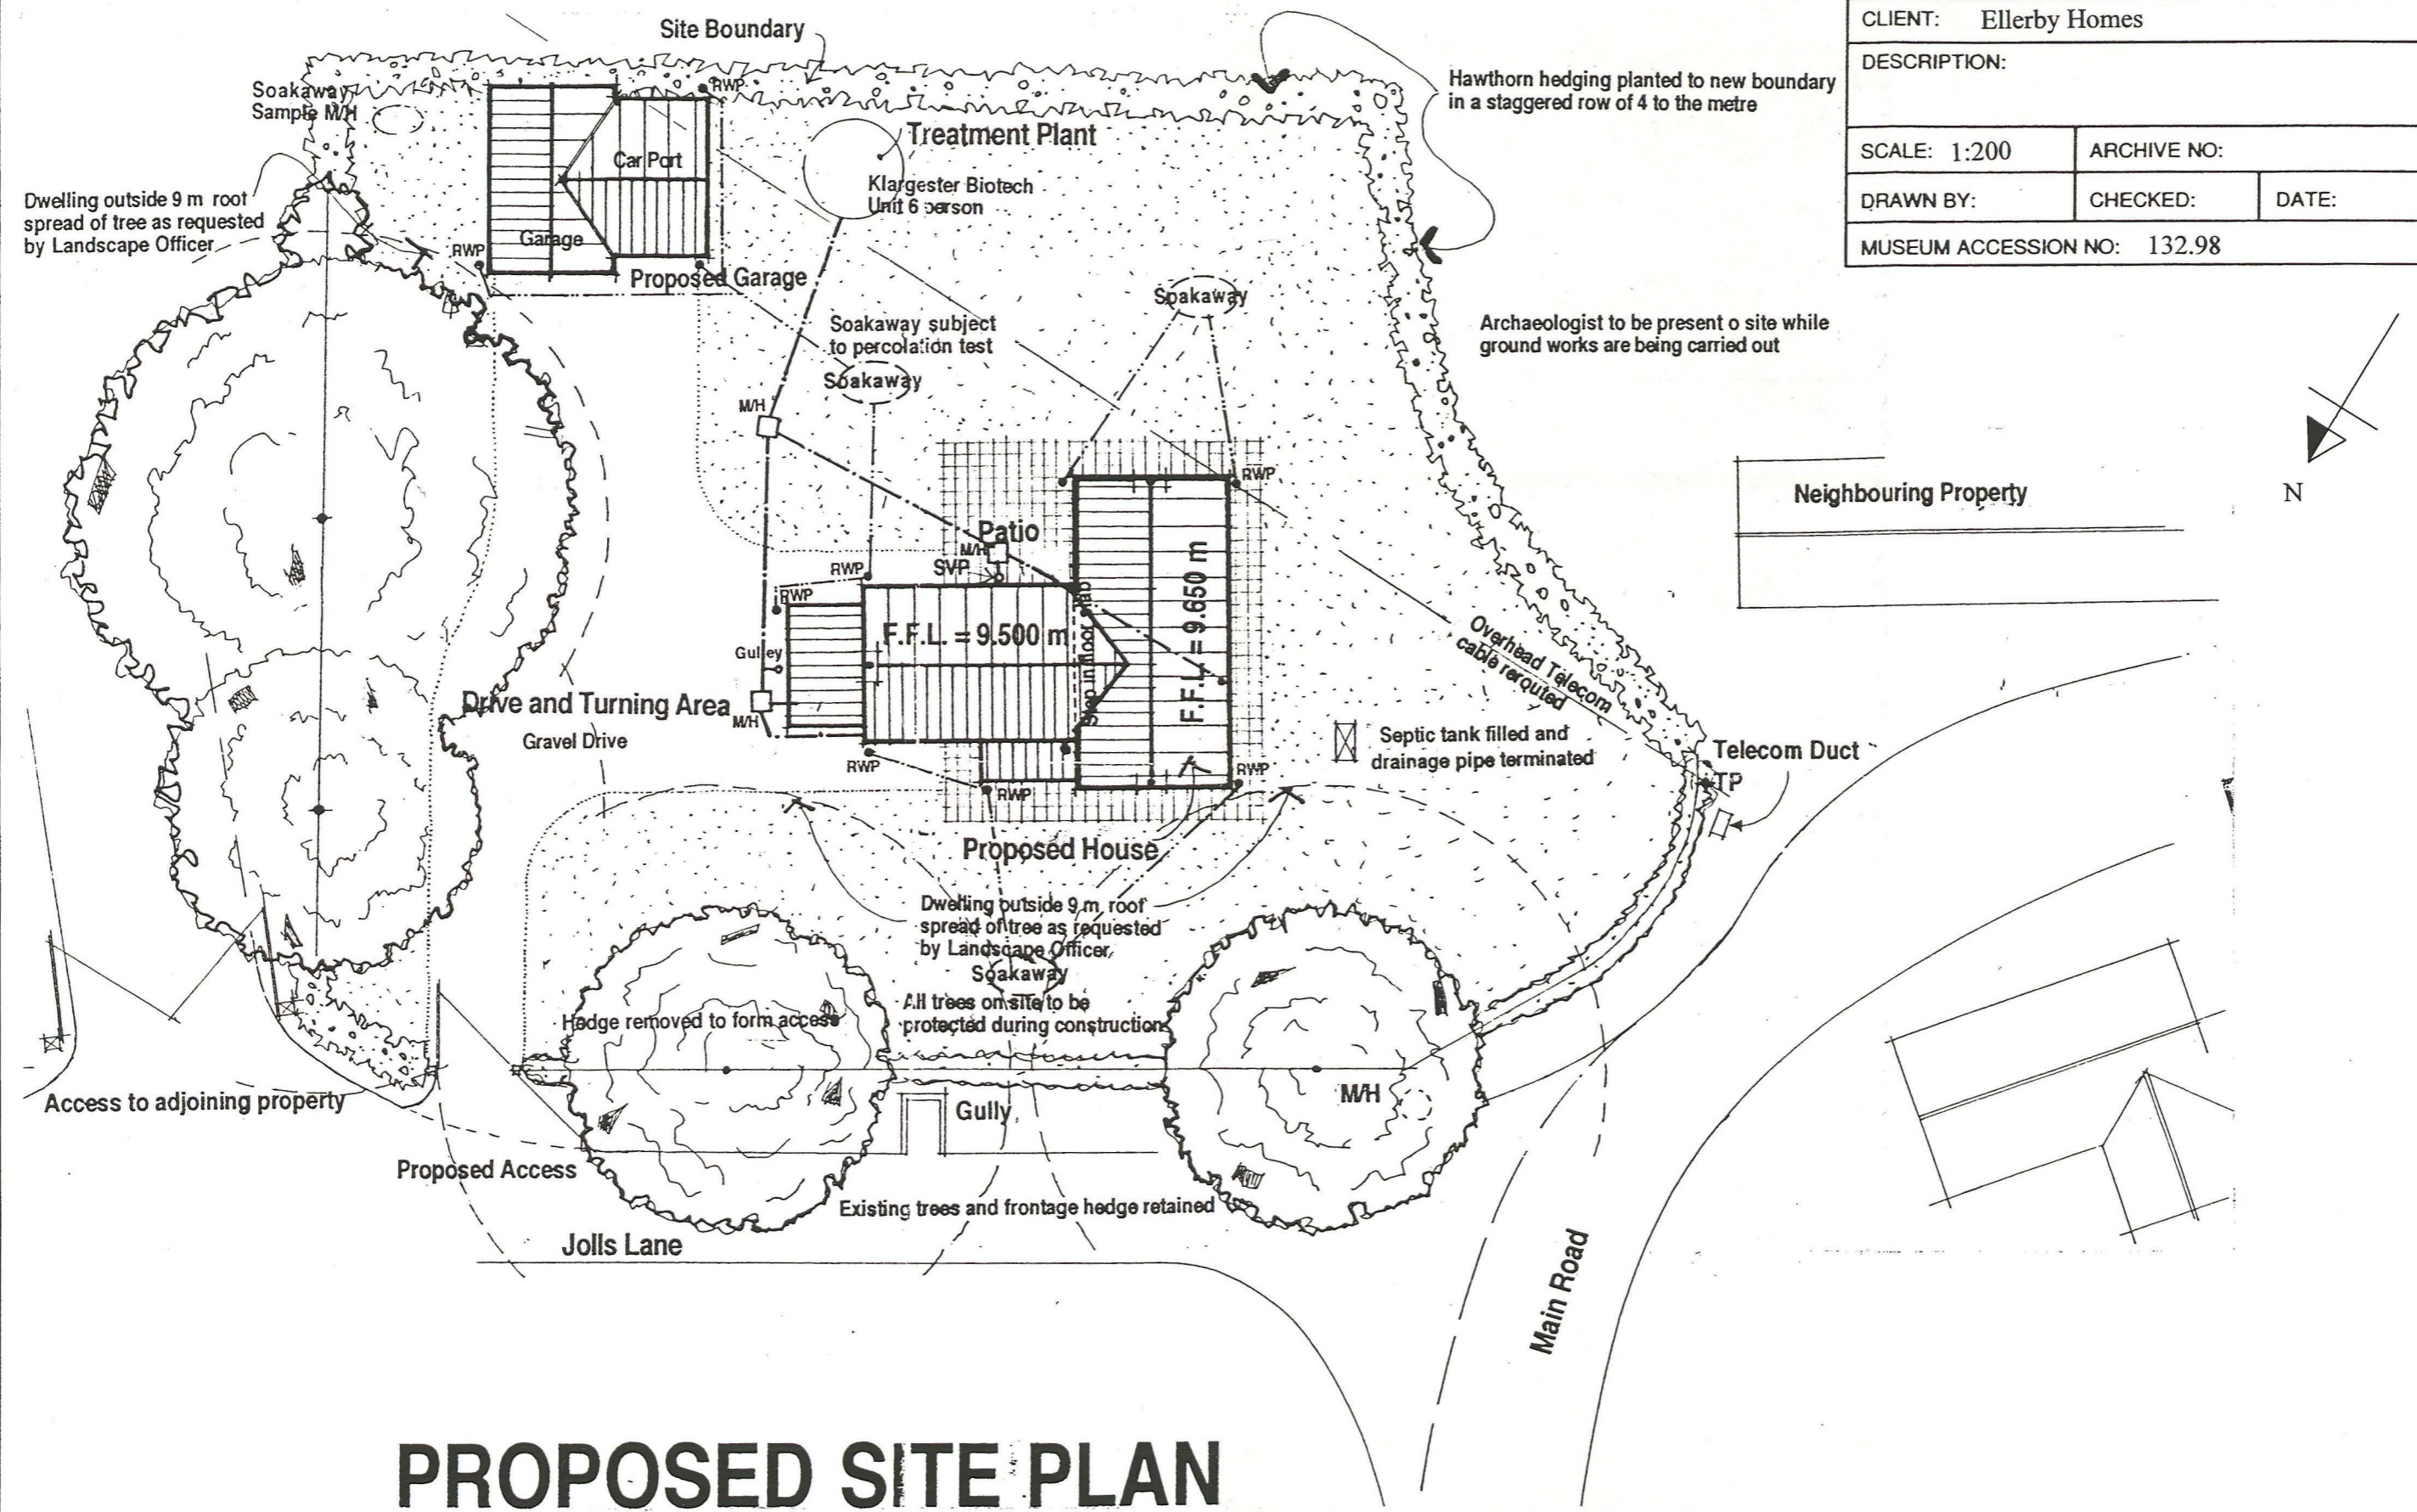 Site Boundary
CLIENT: Ellerby Homes
DESCRIPTION:
SCALE: 1:200
ARCHIVE NO:
DRAWN BY:
CHECKED:
DATE:
MUSEUM ACCESSION NO: 132.98
Hawthorn hedging planted to new boundary
in a staggered row of 4 to the metre
Soakaway
Sample M/H
RWP
Treatment Plant
Car Port
Klargester Biotech
Unit 6 person
Dwelling outside 9 m root
spread of tree as requested
by Landscape Officer
RWP
Garage
Proposed Garage
Soakaway
Soakaway subject
to percolation test
Soakaway
Archaeologist to be present o site while
ground works are being carried out
M/H
RWP
Neighbouring Property
N
Patio
M/H
SVP
RWP
RWP
F.F.L. = 9.500 m
F.F.L. = 9.650 m
Step in roof
Gulley
Overhead Telecom
cable rerouted
Drive and Turning Area
M/H
Gravel Drive
Septic tank filled and
drainage pipe terminated
Telecom Duct
TP
RWP
RWP
RWP
Proposed House
Dwelling outside 9 m roof
spread of tree as requested
by Landscape Officer
Soakaway
All trees on site to be
protected during construction
Hedge removed to form access
Access to adjoining property
Gully
M/H
Proposed Access
Existing trees and frontage hedge retained
Jolls Lane
Main Road
PROPOSED SITE PLAN